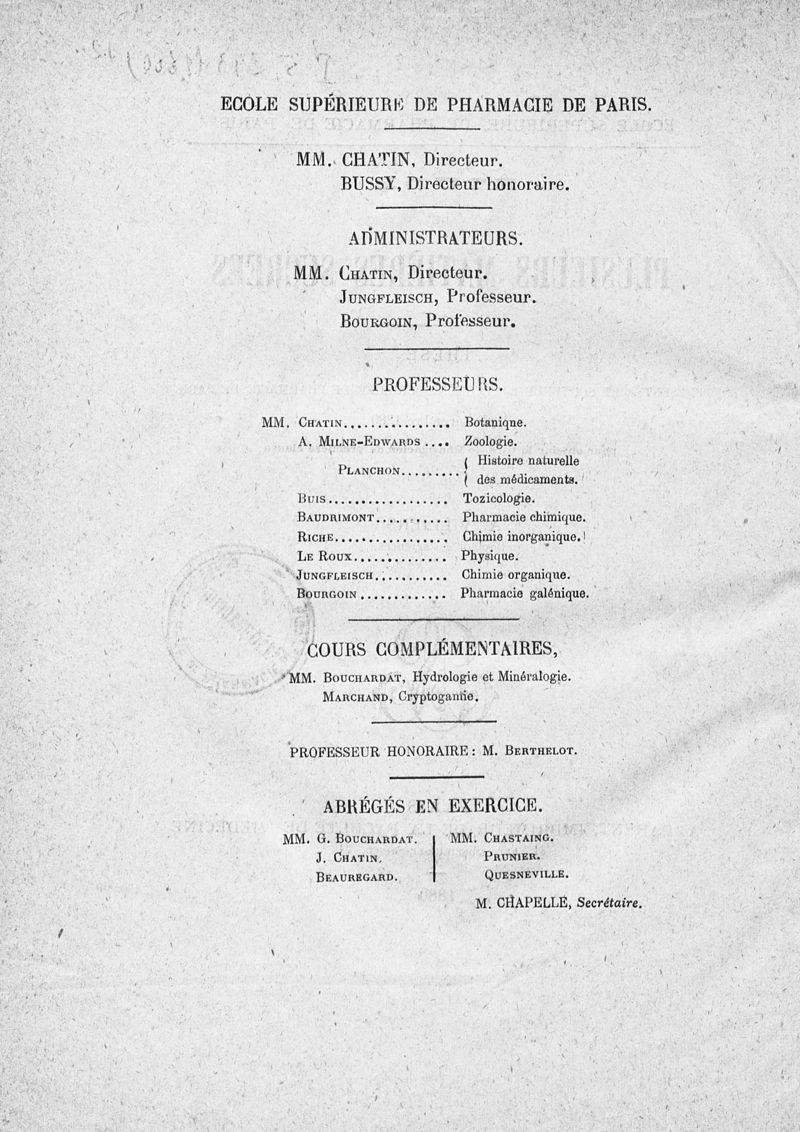 ECOLE SUPÉRIEURE DE PHARMACIE DE PARIS.
MM. CHATIN, Directeur.
BUSSY, Directeur honoraire.
ADMINISTRATEURS.
MM. CHATIN, Directeur.
JUNGFLEISCH, Professeur.
BOURGOIN, Professeur.
PROFESSEURS.
MM. CHATIN................ Botanique.
A. MILNE-EDWARDS .... Zoologie.
PLANCHON......... { Histoire naturelle
des médicaments.
BUIS.................. Tozicologie.
BAUDRIMONT........... Pharmacie chimique.
RICHE................. Chimie inorganique.
LE ROUX.............. Physique.
JUNGFLEISCH........... Chimie organique.
BOURGOIN ............. Pharmacie galénique.
COURS COMPLÉMENTAIRES,
MM. BOUCHARDAT, Hydrologie et Minéralogie.
MARCHAND, Cryptogamie.
PROFESSEUR HONORAIRE : M. BERTHELOT.
ABRÉGÉS EN EXERCICE.
MM. G. BOUCHARDAT. MM. CHASTAING.
J. CHATIN. PRUNIER.
BEAUREGARD. QUESNEVILLE.
M. CHAPELLE, Secrétaire.